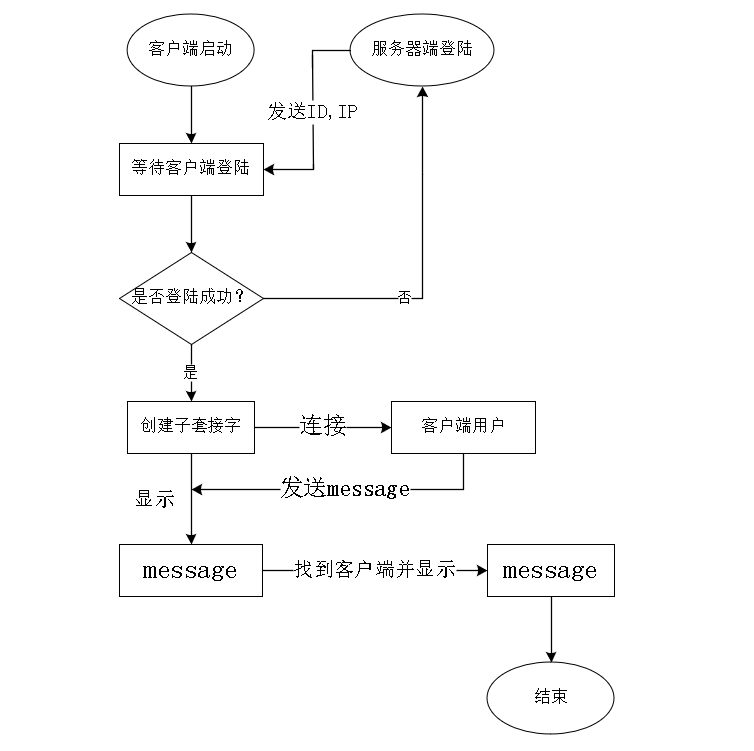 客户端启动
服务器端登陆
发送ID,IP
等待客户端登陆
是否登陆成功？
否
是
创建子套接字
连接
客户端用户
发送message
显示
message
找到客户端并显示
message
结束